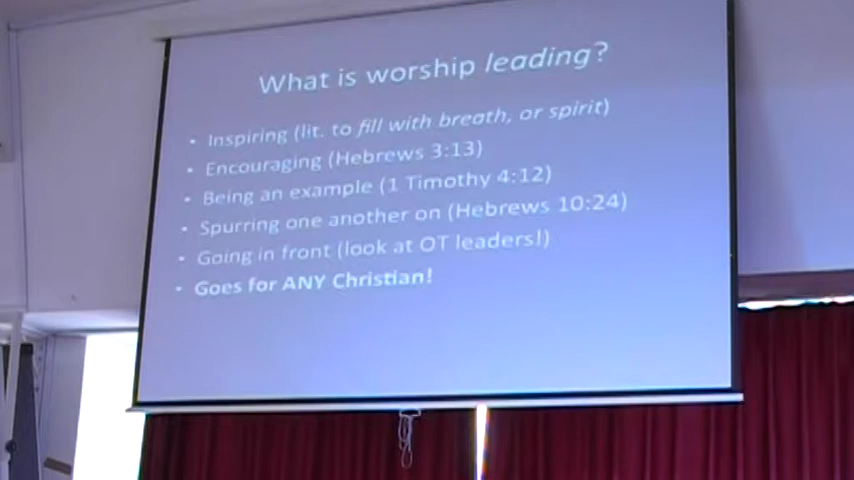 What is worship leading?
• Inspiring (lit. to fill with breath, or spirit)
• Encouraging (Hebrews 3:13)
• Being an example (1 Timothy 4:12)
• Spurring one another on (Hebrews 10:24)
• Going in front (look at OT leaders!)
• Goes for ANY Christian!